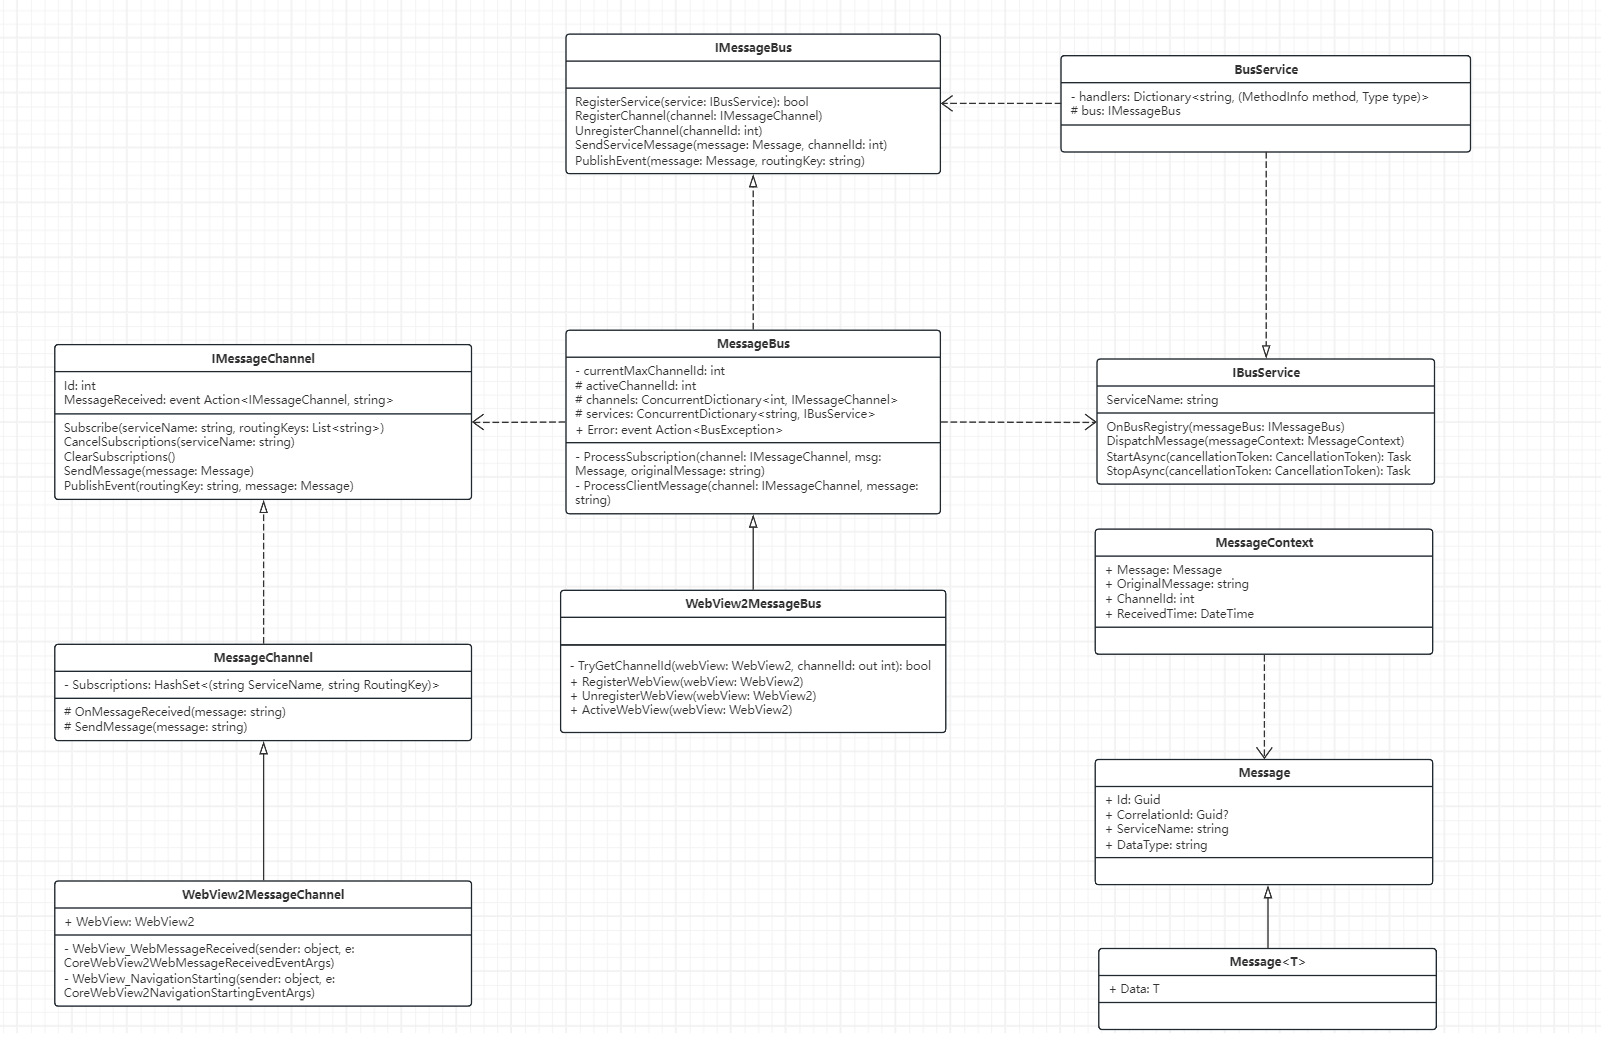 IMessageBus
RegisterService(service: IBusService): bool
RegisterChannel(channel: IMessageChannel)
UnregisterChannel(channelId: int)
SendServiceMessage(message: Message, channelId: int)
PublishEvent(message: Message, routingKey: string)
BusService
- handlers: Dictionary<string, (MethodInfo method, Type type)>
# bus: IMessageBus
IMessageChannel
Id: int
MessageReceived: event Action<IMessageChannel, string>
Subscribe(serviceName: string, routingKeys: List<string>)
CancelSubscriptions(serviceName: string)
ClearSubscriptions()
SendMessage(message: Message)
PublishEvent(routingKey: string, message: Message)
MessageBus
- currentMaxChannelId: int
# activeChannelId: int
# channels: ConcurrentDictionary<int, IMessageChannel>
# services: ConcurrentDictionary<string, IBusService>
+ Error: event Action<BusException>
- ProcessSubscription(channel: IMessageChannel, msg:
Message, originalMessage: string)
- ProcessClientMessage(channel: IMessageChannel, message:
string)
IBusService
ServiceName: string
OnBusRegistry(messageBus: IMessageBus)
DispatchMessage(messageContext: MessageContext)
StartAsync(cancellationToken: CancellationToken): Task
StopAsync(cancellationToken: CancellationToken): Task
MessageContext
+ Message: Message
+ OriginalMessage: string
+ ChannelId: int
+ ReceivedTime: DateTime
WebView2MessageBus
- TryGetChannelId(webView: WebView2, channelId: out int): bool
+ RegisterWebView(webView: WebView2)
+ UnregisterWebView(webView: WebView2)
+ ActiveWebView(webView: WebView2)
MessageChannel
- Subscriptions: HashSet<(string ServiceName, string RoutingKey)>
# OnMessageReceived(message: string)
# SendMessage(message: string)
Message
+ Id: Guid
+ CorrelationId: Guid?
+ ServiceName: string
+ DataType: string
WebView2MessageChannel
+ WebView: WebView2
- WebView_WebMessageReceived(sender: object, e:
CoreWebView2WebMessageReceivedEventArgs)
- WebView_NavigationStarting(sender: object, e:
CoreWebView2NavigationStartingEventArgs)
Message<T>
+ Data: T